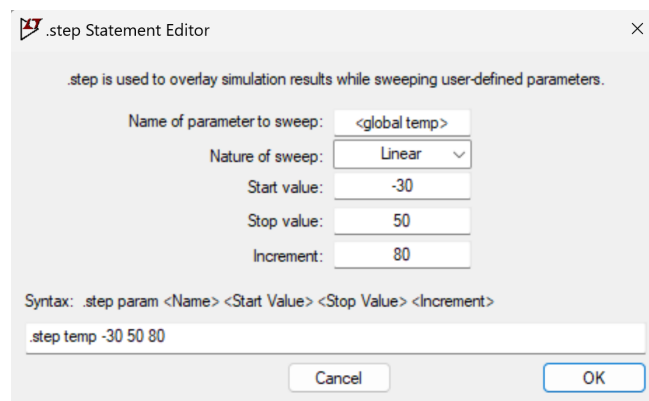 .step Statement Editor
.step is used to overlay simulation results while sweeping user-defined parameters.
Name of parameter to sweep: <global temp>
Nature of sweep: Linear
Start value: -30
Stop value: 50
Increment: 80
Syntax: .step param <Name> <Start Value> <Stop Value> <Increment>
.step temp -30 50 80
Cancel OK